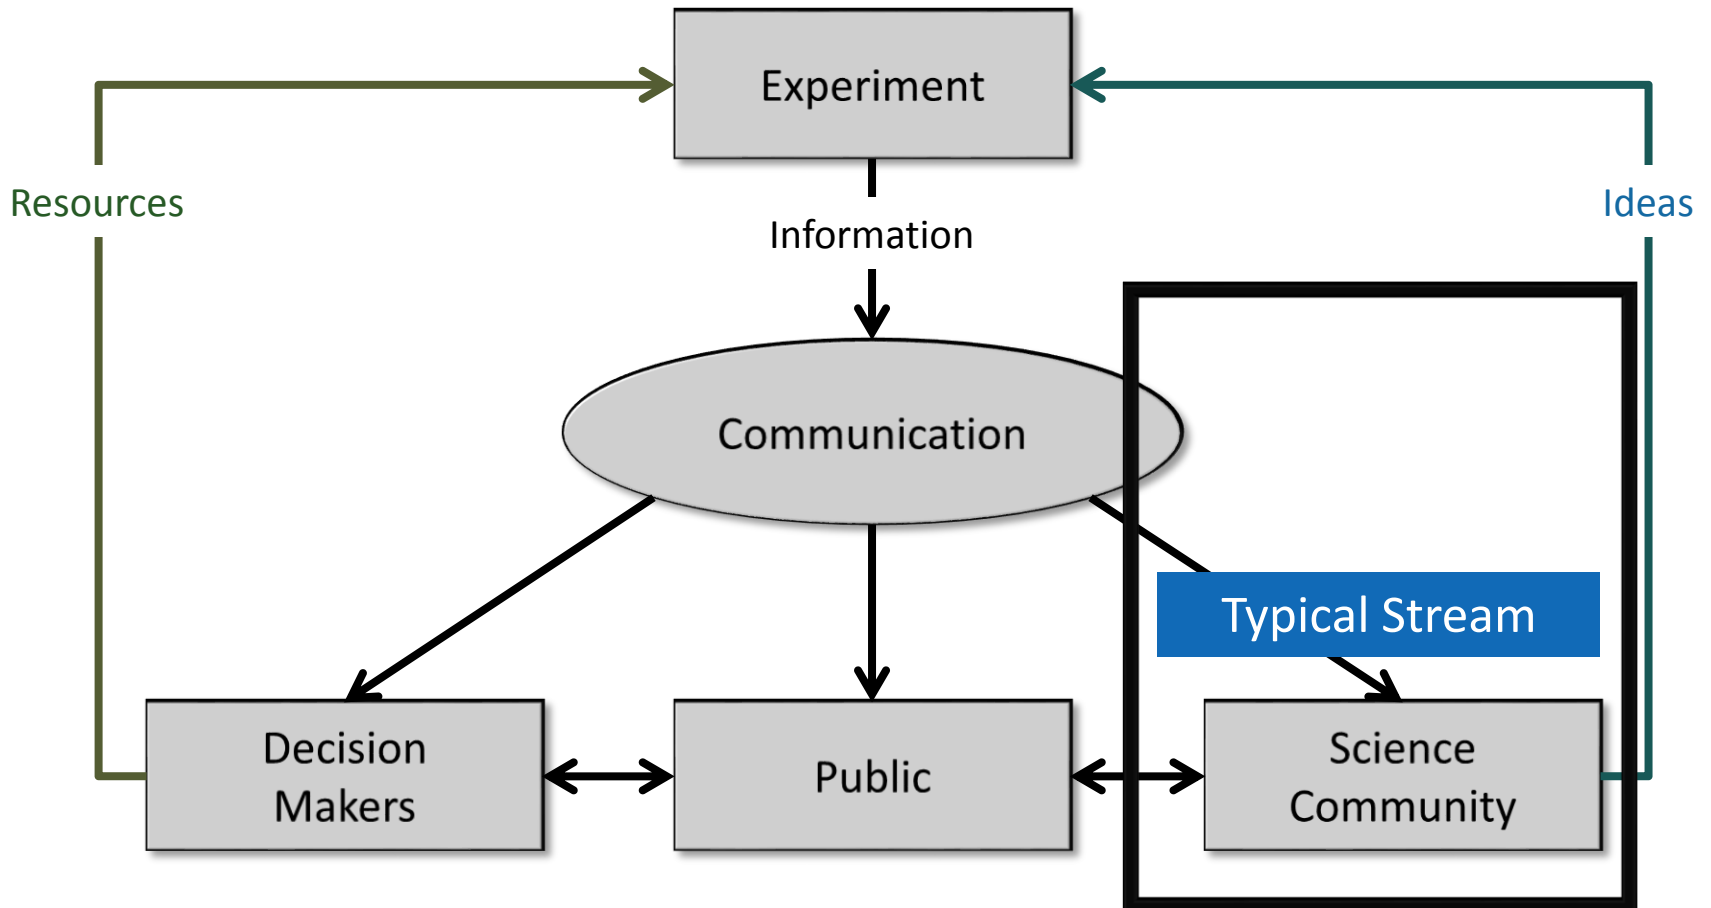 Experiment
Resources
Ideas
Information
Communication
Typical Stream
Decision
Makers
Public
Science
Community